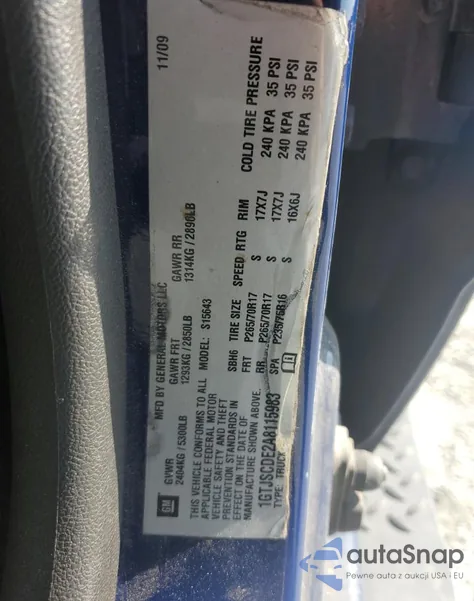 GM MFD BY GENERAL MOTORS LLC 11/09
GVWR GAWR FRT GAWR RR
2404KG/5300LB 1293KG/2850LB 1314KG/2896LB
THIS VEHICLE CONFORMS TO ALL
APPLICABLE FEDERAL MOTOR
VEHICLE SAFETY AND THEFT
PREVENTION STANDARDS IN
EFFECT ON THE DATE OF
MANUFACTURE SHOWN ABOVE.
1GTJSCDE2A8115983
TYPE: TRUCK
MODEL: S15643
SBH6 TIRE SIZE SPEED RTG RIM COLD TIRE PRESSURE
FRT P265/70R17 S 17X7J 240 KPA 35 PSI
RR P265/70R17 S 17X7J 240 KPA 35 PSI
SPA P235/75R16 S 16X6J 240 KPA 35 PSI
autoSnap
Pewne auta z aukcji USA i EU